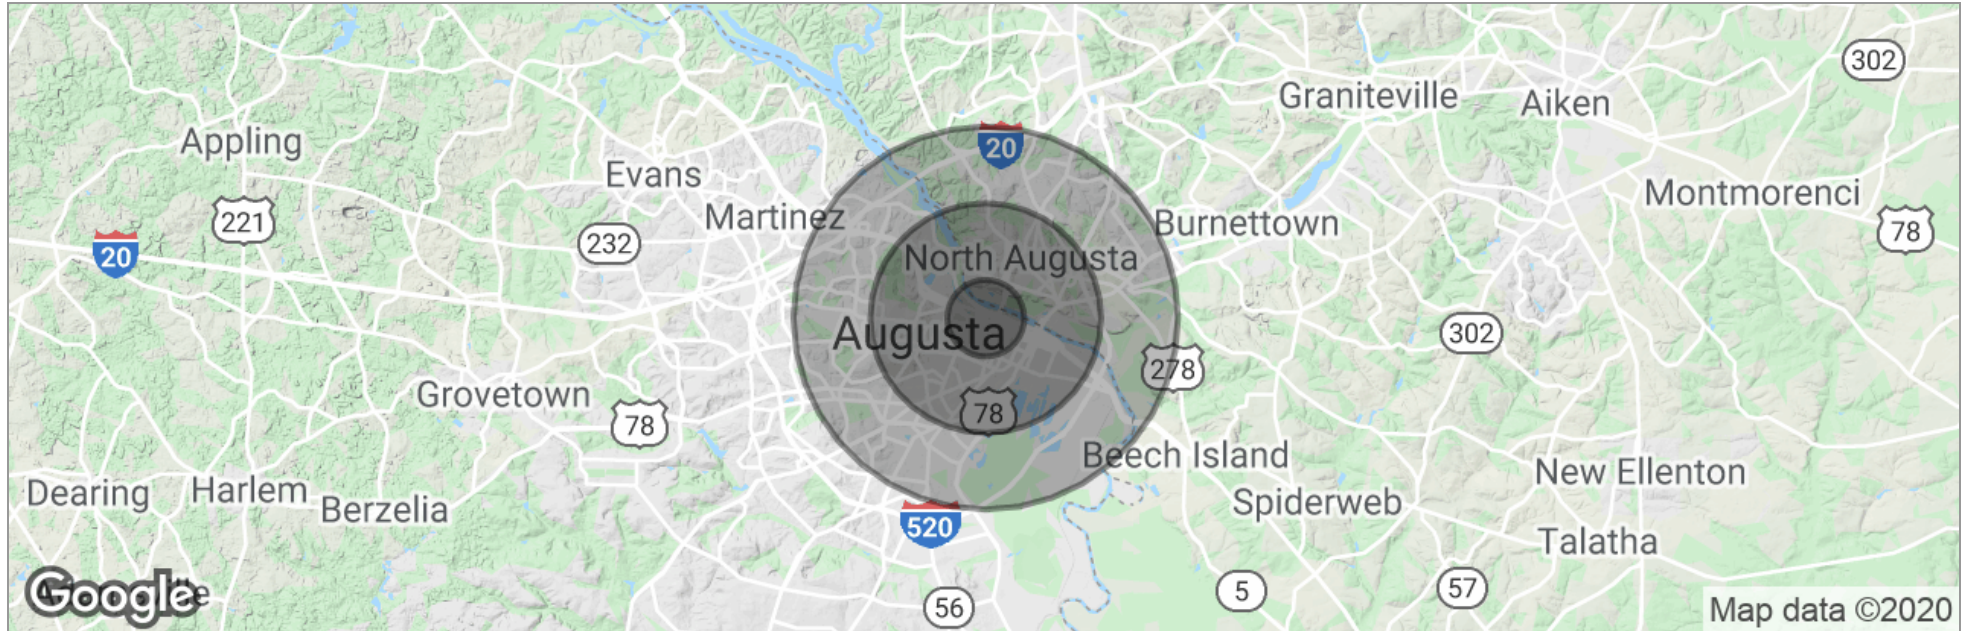 302
Graniteville
Aiken
Appling
20
Evans
Montmorenci
221
Martinez
Burnettown
78
232
20
North Augusta
Augusta
302
278
Grovetown
78
78
Beech Island
New Ellenton
Dearing
Harlem
Berzelia
Spiderweb
520
Talatha
5
57
Google
56
Map data ©2020